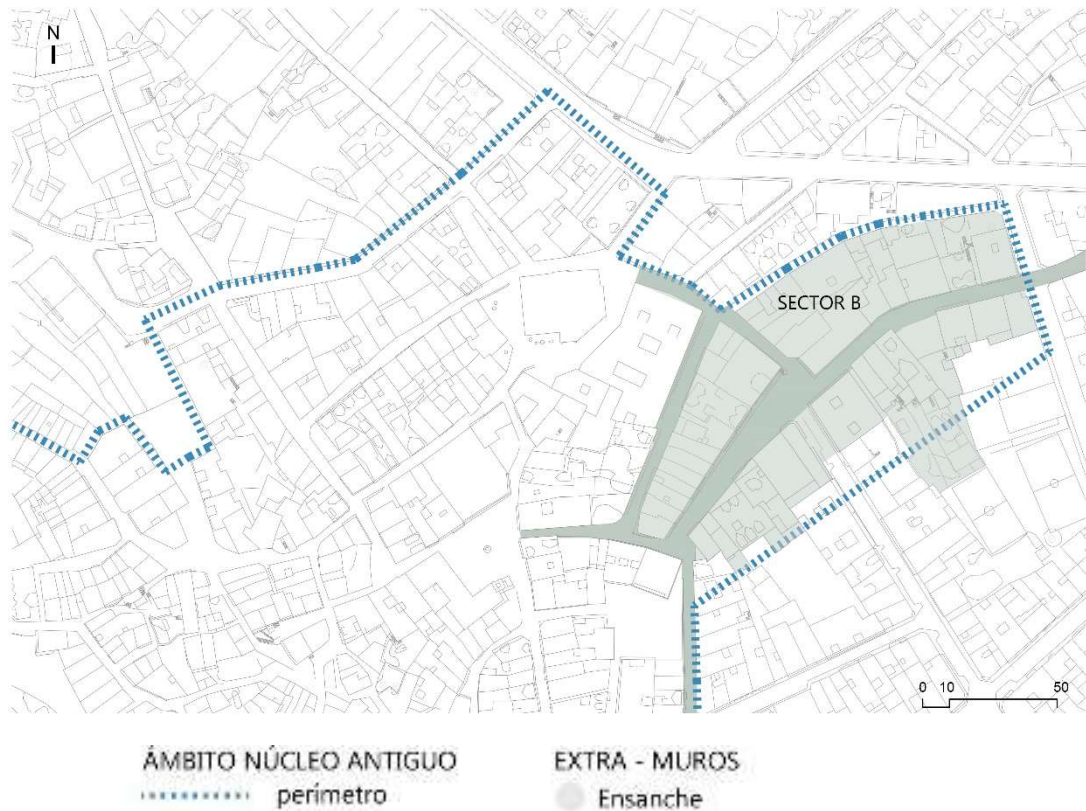 N
SECTOR B
0 10 50
ÁMBITO NÚCLEO ANTIGUO
perímetro
EXTRA - MUROS
Ensanche